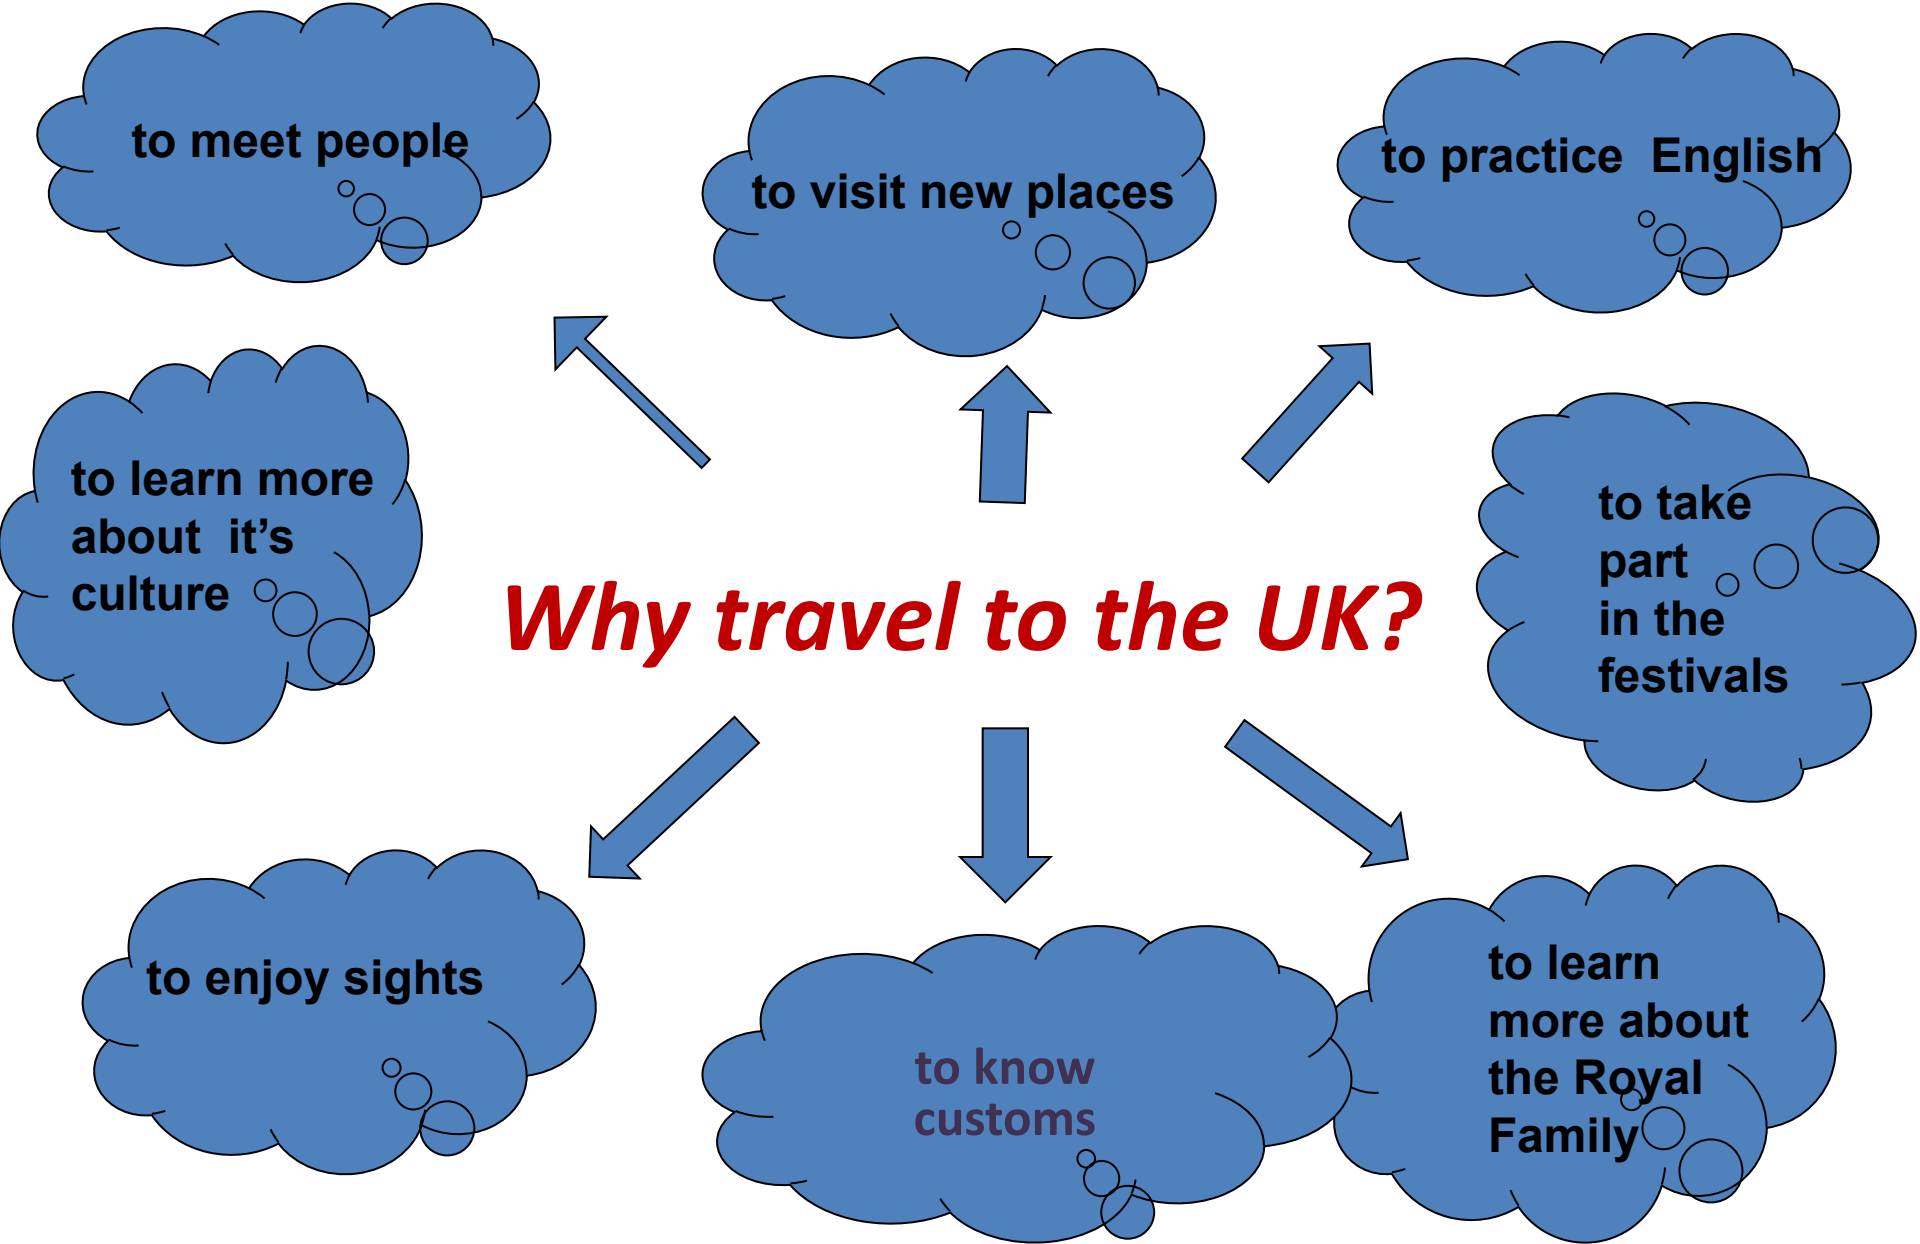 to meet people
to visit new places
to practice  English
to learn more
about  it’s
culture
to take
part
in the
festivals
Why travel to the UK?
to enjoy sights
to know
customs
to learn
more about
the Royal
Family